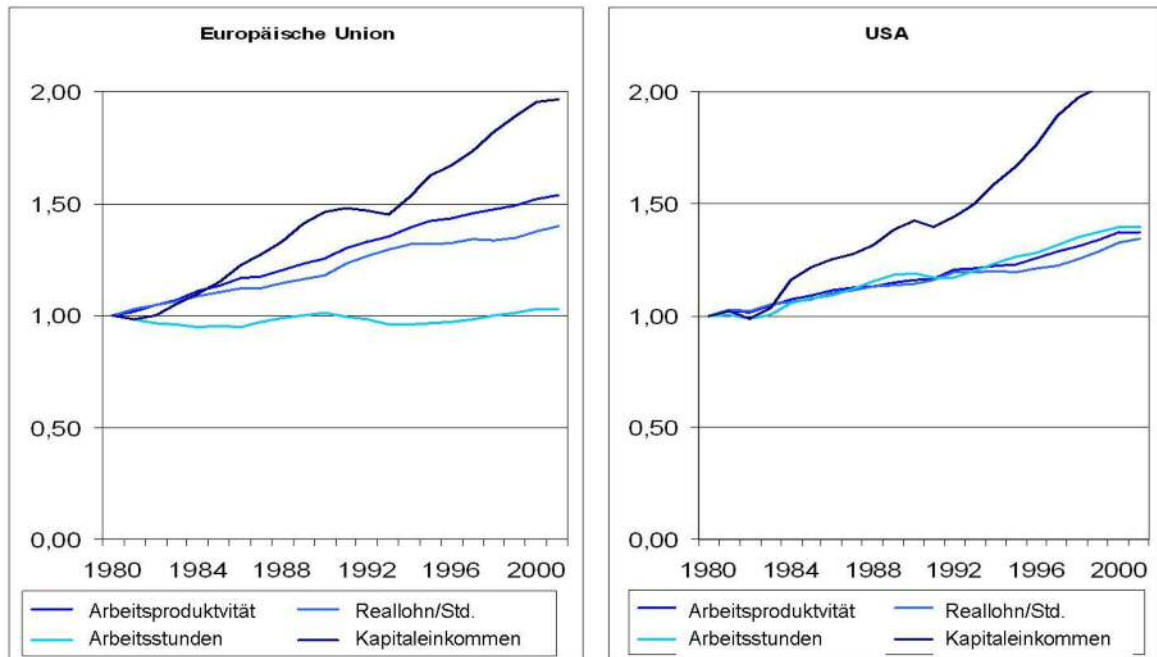 Europäische Union
2,00
1,50
1,00
0,50
0,00
1980 1984 1988 1992 1996 2000
Arbeitsproduktvität Reallohn/Std.
Arbeitsstunden Kapitaleinkommen
USA
2,00
1,50
1,00
0,50
0,00
1980 1984 1988 1992 1996 2000
Arbeitsproduktvität Reallohn/Std.
Arbeitsstunden Kapitaleinkommen